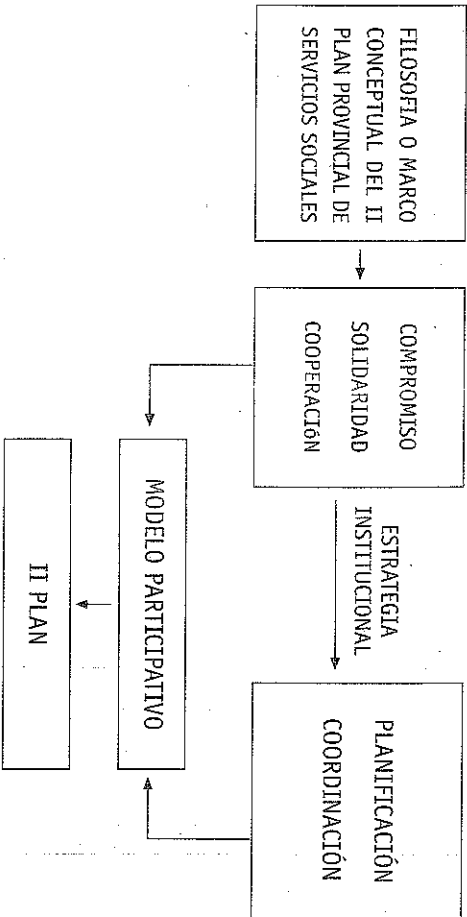 FILOSOFIA O MARCO
CONCEPTUAL DEL II
PLAN PROVINCIAL DE
SERVICIOS SOCIALES
COMPROMISO
SOLIDARIDAD
COOPERACIÓN
ESTRATEGIA
INSTITUCIONAL
PLANIFICACIÓN
COORDINACIÓN
MODELO PARTICIPATIVO
II PLAN